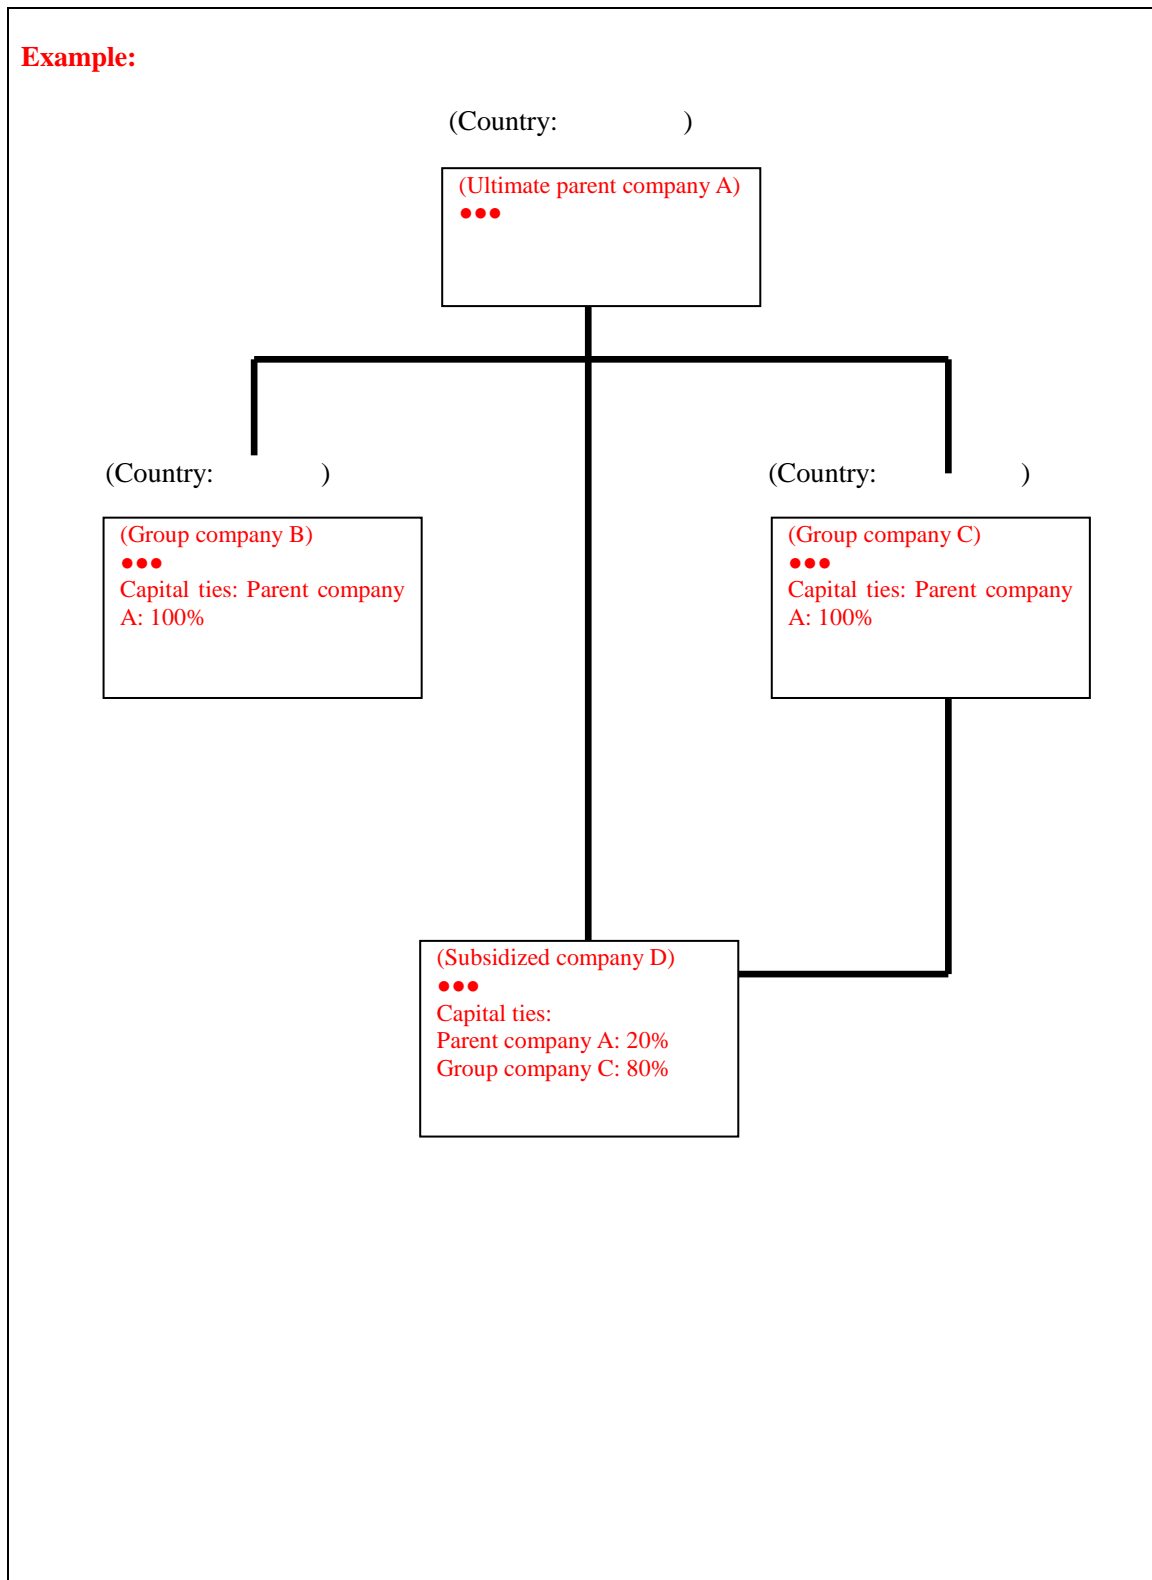 Example:
(Country: )
(Ultimate parent company A)
●●●
(Country: )
(Group company B)
●●●
Capital ties: Parent company
A: 100%
(Country: )
(Group company C)
●●●
Capital ties: Parent company
A: 100%
(Subsidized company D)
●●●
Capital ties:
Parent company A: 20%
Group company C: 80%